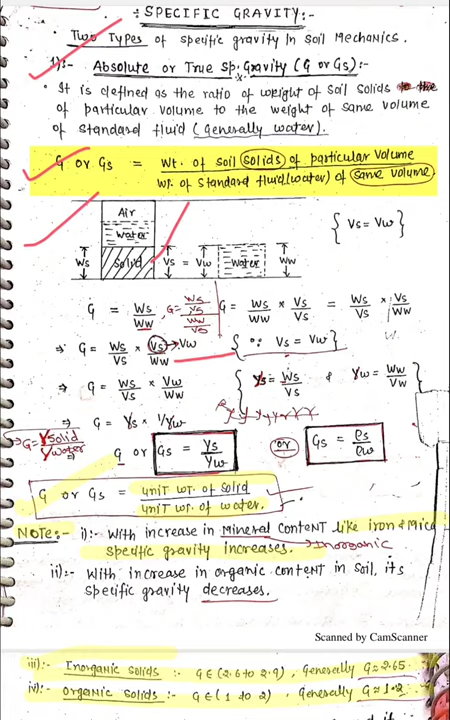 ÷ SPECIFIC GRAVITY:-
Two Types of specific gravity In Soil Mechanics.
1):- Absolute or True Sp. Gravity (G or Gs):-
• It is defined as the ratio of weight of Soil Solids
of particular volume to the weight of same volume
of standard fluid (Generally water).
G or Gs = Wt. of Soil Solids of particular Volume
Wt. of Standard fluid (water) of same volume.
Air
water
Solid
Ws Vs = Vw water Ww
{ Vs = Vw }
G = Ws/Ww , G = (Ws/Vs)/(Ww/Vs) G = Ws/Ww × Vs/Vs = Ws/Vs × Vs/Ww
⇒ G = Ws/Vs × Vs/Ww → Vw { ∵ Vs = Vw }
⇒ G = Ws/Vs × Vw/Ww { γs = Ws/Vs & γw = Ww/Vw }
⇒ G = γs × 1/γw
→ G = γsolid/γwater
⇒ G or Gs = γs/γw or Gs = ρs/ρw
G or Gs = unit wt. of solid
unit wt. of water.
NOTE:- i):- With increase in Mineral Content like iron & Mica
Specific gravity increases. → Inorganic
ii):- With increase in organic content in soil, its
specific gravity decreases.
Scanned by CamScanner
iii):- Inorganic Solids :- G∈(2.6 to 2.9), Generally G≈2.65.
iv):- Organic Solids :- G∈(1 to 2), Generally G≈1.2